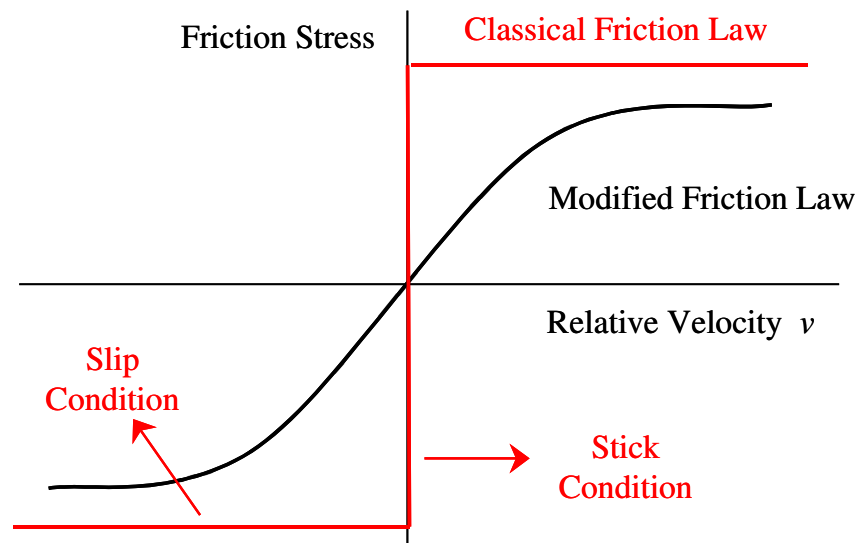 Friction Stress
Classical Friction Law
Modified Friction Law
Relative Velocity v
Slip
Condition
Stick
Condition